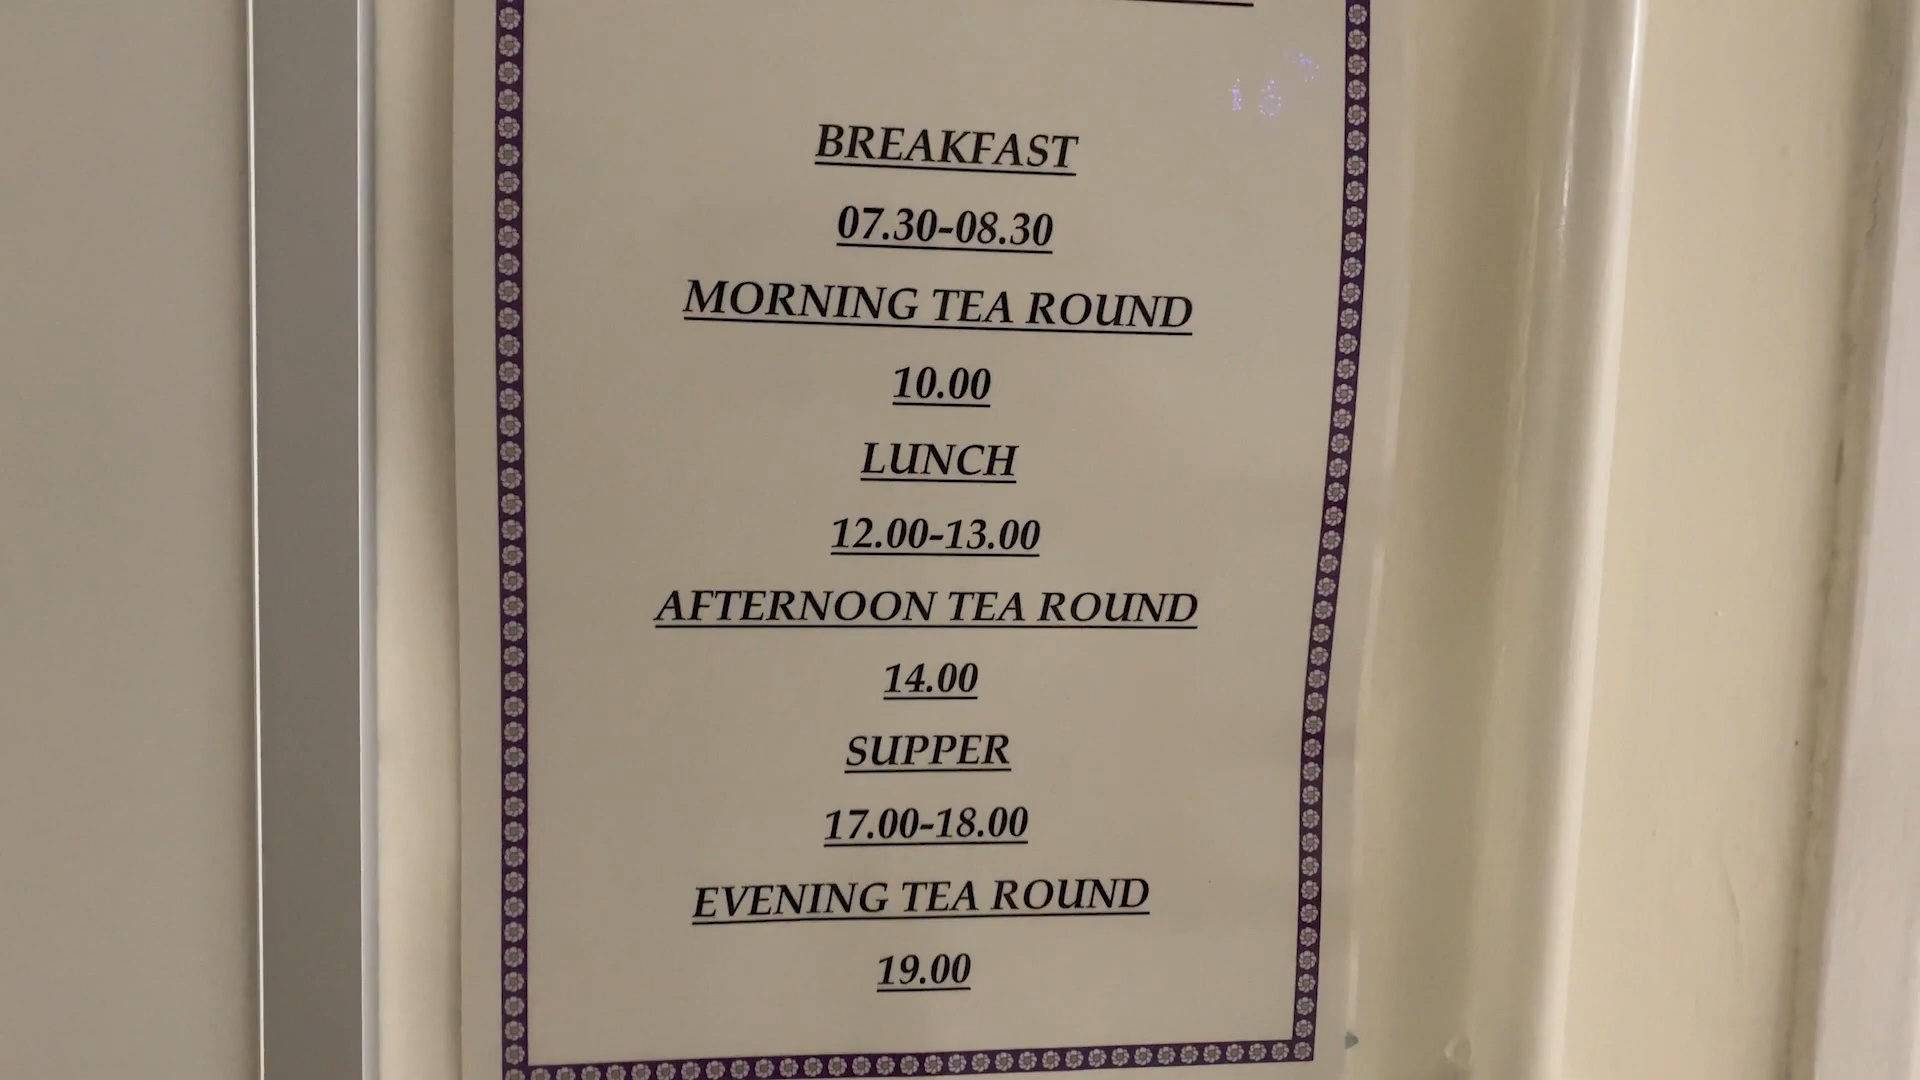 BREAKFAST
07.30-08.30
MORNING TEA ROUND
10.00
LUNCH
12.00-13.00
AFTERNOON TEA ROUND
14.00
SUPPER
17.00-18.00
EVENING TEA ROUND
19.00